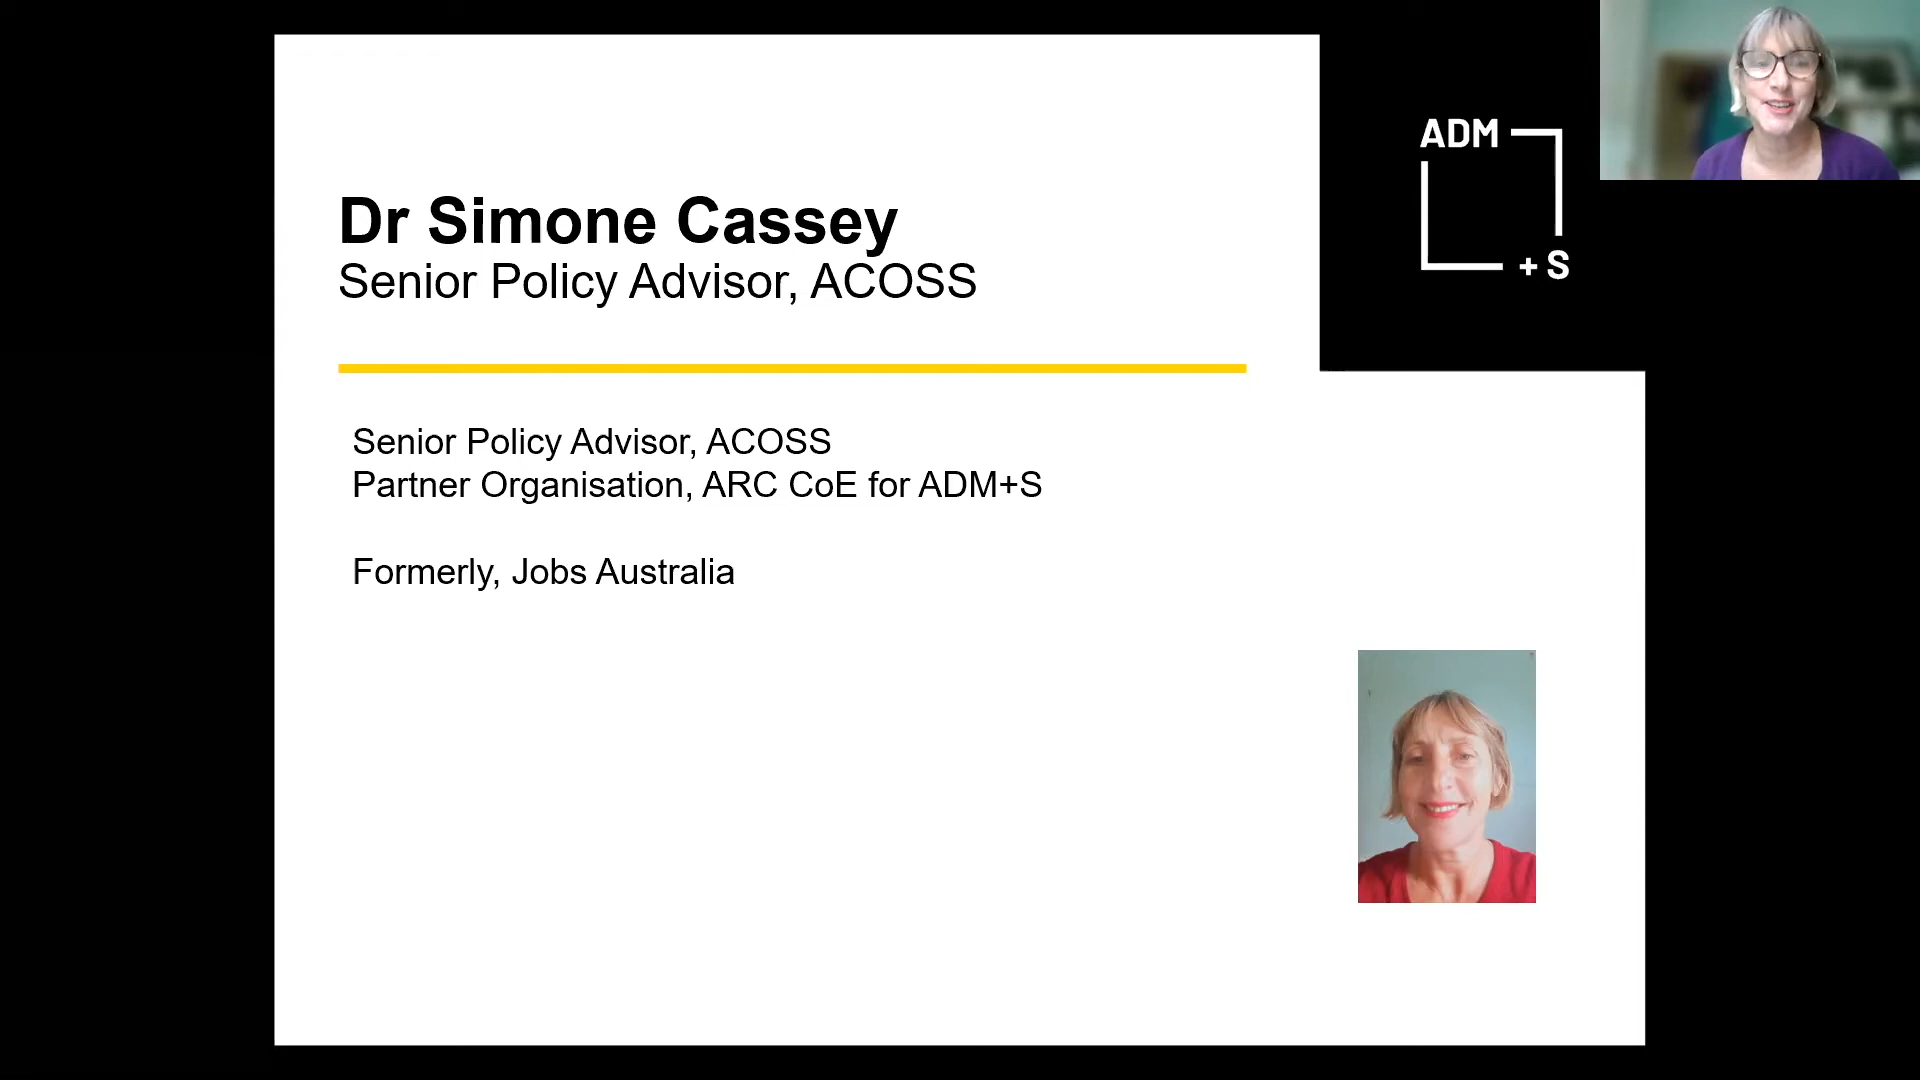 Dr Simone Cassey
Senior Policy Advisor, ACOSS
ADM
+ S
Senior Policy Advisor, ACOSS
Partner Organisation, ARC CoE for ADM+S
Formerly, Jobs Australia